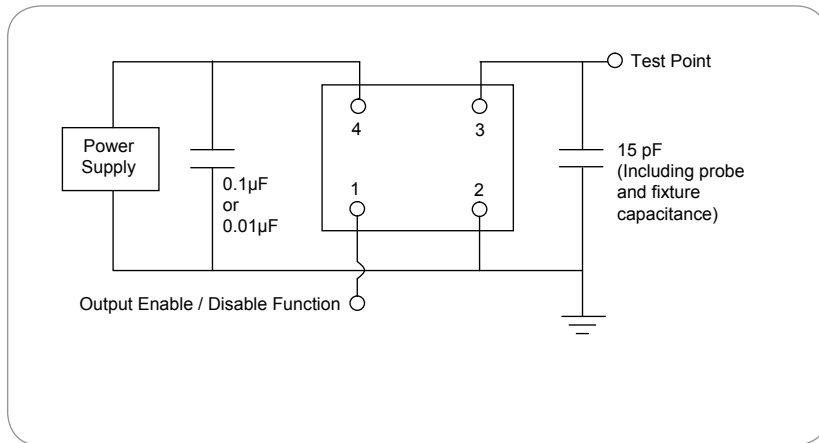 Test Point
4
3
Power
Supply
0.1µF
or
0.01µF
1
2
15 pF
(Including probe
and fixture
capacitance)
Output Enable / Disable Function